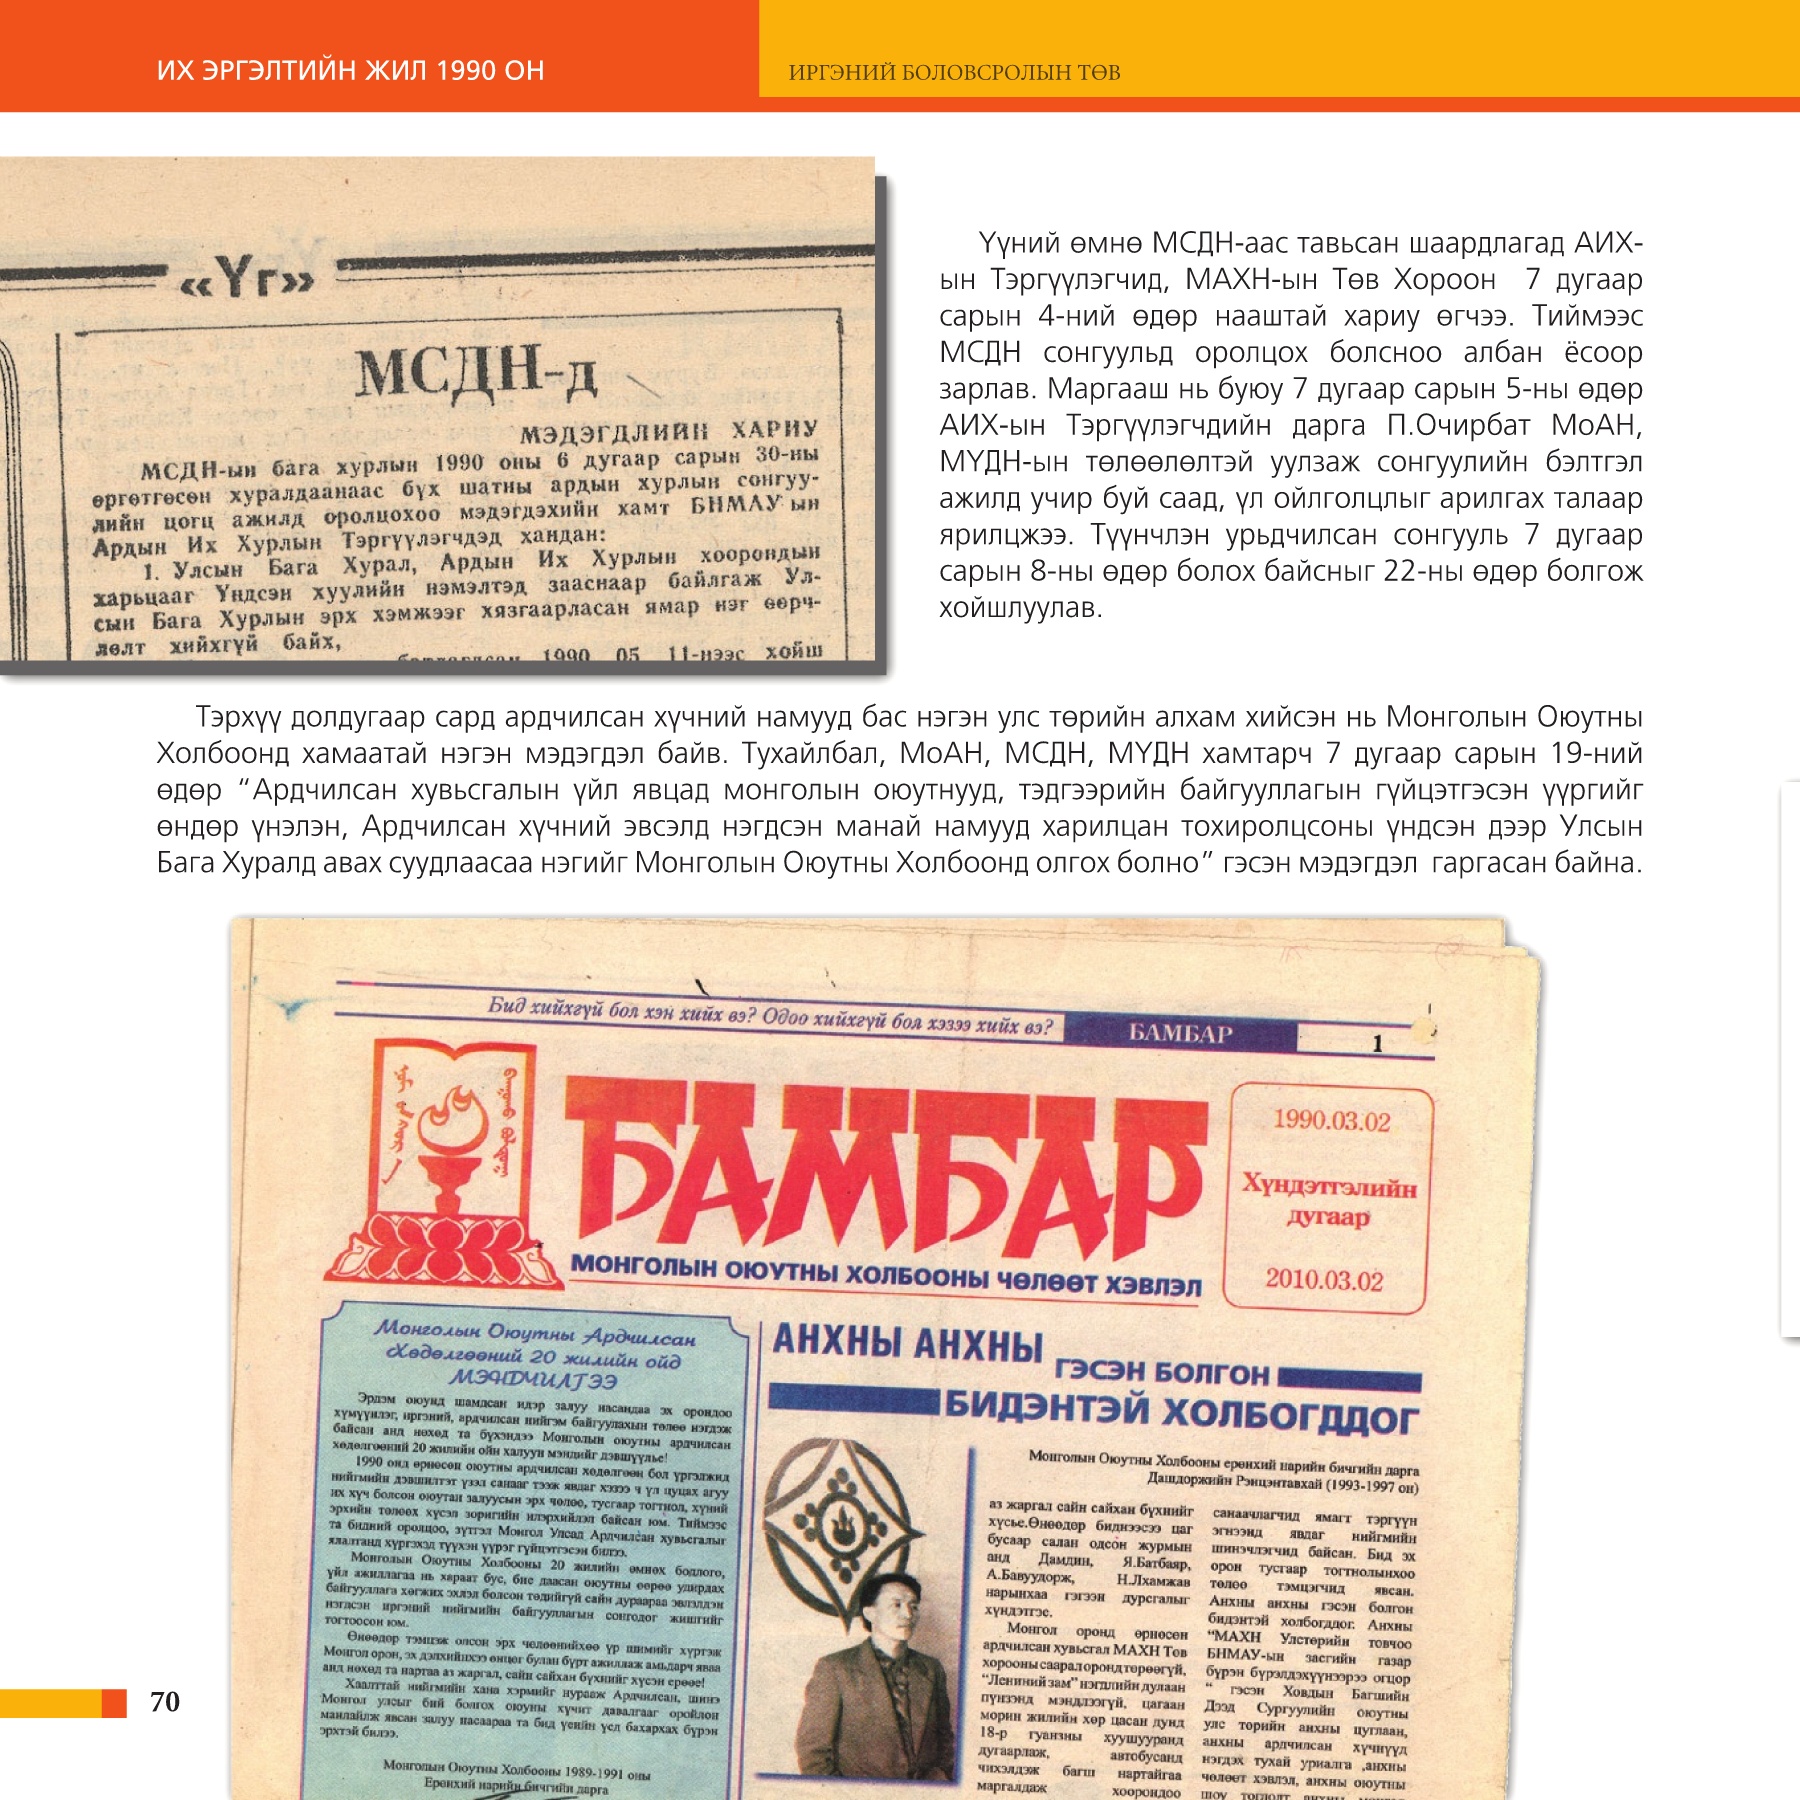 ИХ ЭРГЭЛТИЙН ЖИЛ 1990 ОН
ИРГЭНИЙ БОЛОВСРОЛЫН ТӨВ
«Үг»
МСДН-д
МЭДЭГДЛИЙН ХАРИУ
МСДН-ын бага хурлын 1990 оны 6 дугаар сарын 30-ны
өргөтгөсөн хуралдаанаас бүх шатны ардын хурлын сонгуу-
лийн цогц ажилд оролцохоо мэдэгдэхийн хамт БНМАУ ын
Ардын Их Хурлын Тэргүүлэгчдэд хандан:
1. Улсын Бага Хурал, Ардын Их Хурлын хоорондын
харьцааг Үндсэн хуулийн нэмэлтэд зааснаар байлгаж Ул-
сын Бага Хурлын эрх хэмжээг хязгаарласан ямар нэг өөрч-
лөлт хийхгүй байх,
батлагдсан 1990 05 11-нээс хойш
Үүний өмнө МСДН-аас тавьсан шаардлагад АИХ-
ын Тэргүүлэгчид, МАХН-ын Төв Хороон 7 дугаар
сарын 4-ний өдөр нааштай хариу өгчээ. Тиймээс
МСДН сонгуульд оролцох болсноо албан ёсоор
зарлав. Маргааш нь буюу 7 дугаар сарын 5-ны өдөр
АИХ-ын Тэргүүлэгчдийн дарга П.Очирбат МоАН,
МҮДН-ын төлөөлөлтэй уулзаж сонгуулийн бэлтгэл
ажилд учир буй саад, үл ойлголцлыг арилгах талаар
ярилцжээ. Түүнчлэн урьдчилсан сонгууль 7 дугаар
сарын 8-ны өдөр болох байсныг 22-ны өдөр болгож
хойшлуулав.
Тэрхүү долдугаар сард ардчилсан хүчний намууд бас нэгэн улс төрийн алхам хийсэн нь Монголын Оюутны
Холбоонд хамаатай нэгэн мэдэгдэл байв. Тухайлбал, МоАН, МСДН, МҮДН хамтарч 7 дугаар сарын 19-ний
өдөр “Ардчилсан хувьсгалын үйл явцад монголын оюутнууд, тэдгээрийн байгууллагын гүйцэтгэсэн үүргийг
өндөр үнэлэн, Ардчилсан хүчний эвсэлд нэгдсэн манай намууд харилцан тохиролцсоны үндсэн дээр Улсын
Бага Хуралд авах суудлаасаа нэгийг Монголын Оюутны Холбоонд олгох болно” гэсэн мэдэгдэл гаргасан байна.
Бид хийхгүй бол хэн хийх вэ? Одоо хийхгүй бол хэзээ хийх вэ?
БАМБАР
1
БАМБАР
МОНГОЛЫН ОЮУТНЫ ХОЛБООНЫ ЧӨЛӨӨТ ХЭВЛЭЛ
1990.03.02
Хүндэтгэлийн
дугаар
2010.03.02
Монголын Оюутны Ардчилсан
Хөдөлгөөний 20 жилийн ойд
МЭНДЧИЛГЭЭ
Эрдэм оюунд шамдсан идэр залуу насандаа эх орондоо
хүмүүнлэг, иргэний, ардчилсан нийгэм байгуулахын төлөө нэгдэж
байсан анд нөхөд та бүхэндээ Монголын оюутны ардчилсан
хөдөлгөөний 20 жилийн ойн халуун мэндийг дэвшүүлье!
1990 онд өрнөсөн оюутны ардчилсан хөдөлгөөн бол үргэлжид
нийгмийн дэвшилтэт үзэл санааг тээж явдаг хэзээ ч үл цуцах агуу
их хүч болсон оюутан залуусын эрх чөлөө, тусгаар тогтнол, хүний
эрхийн төлөөх хүсэл зоригийн илэрхийлэл байсан юм. Тиймээс
та бидний оролцоо, зүтгэл Монгол Улсад Ардчилсан хувьсгалыг
ялалтанд хүргэхэд түүхэн үүрэг гүйцэтгэсэн билээ.
Монголын Оюутны Холбооны 20 жилийн өмнөх бодлого,
үйл ажиллагаа нь хараат бус, бие даасан оюутны өөрөө удирдах
байгууллага хөгжих эхлэл болсон төдийгүй сайн дураараа эвлэлдэн
нэгдсэн иргэний нийгмийн байгууллагын сонгодог жишгийг
тогтоосон юм.
Өнөөдөр тэмцэж олсон эрх чөлөөнийхөө үр шимийг хүртэж
Монгол орон, эх дэлхийнхээ өнцөг булан бүрт ажиллаж амьдарч яваа
анд нөхөд та нартаа аз жаргал, сайн сайхан бүхнийг хүсэн ерөөе!
Хаалттай нийгмийн хана хэрмийг нурааж Ардчилсан, шинэ
Монгол улсыг бий болгох оюуны хүчит давалгааг оройлон
манлайлж явсан залуу насаараа та бид үеийн үед бахархах бүрэн
эрхтэй билээ.
Монголын Оюутны Холбооны 1989-1991 оны
Ерөнхий нарийн бичгийн дарга
АНХНЫ АНХНЫ
ГЭСЭН БОЛГОН
БИДЭНТЭЙ ХОЛБОГДДОГ
Монголын Оюутны Холбооны ерөнхий нарийн бичгийн дарга
Дашдоржийн Рэнцэнтавхай (1993-1997 он)
аз жаргал сайн сайхан бүхнийг
хүсье.Өнөөдөр биднээсээ цаг
бусаар салан одсон журмын
анд Дамдин, Я.Батбаяр,
А.Бавуудорж, Н.Лхамжав
нарынхаа гэгээн дурсгалыг
хүндэтгэе.
Монгол оронд өрнөсөн
ардчилсан хувьсгал МАХН Төв
хорооны саарал оронд төрөөгүй,
“Лениний зам” нэгдлийн дулаан
пүнзэнд мэндлээгүй, цагаан
морин жилийн хөр цасан дунд
18-р гуанзны хуушууранд
дугаарлаж, автобусанд
чихэлдэж багш нартайгаа
маргалдаж хоорондоо
санаачлагчид ямагт тэргүүн
эгнээнд явдаг нийгмийн
шинэчлэгчид байсан. Бид эх
орон тусгаар тогтнолынхоо
төлөө тэмцэгчид явсан.
Анхны анхны гэсэн болгон
бидэнтэй холбогддог. Анхны
“МАХН Улстөрийн товчоо
БНМАУ-ын засгийн газар
бүрэн бүрэлдэхүүнээрээ огцор
“ гэсэн Ховдын Багшийн
Дээд Сургуулийн оюутны
улс төрийн анхны цуглаан,
анхны ардчилсан хүчнүүд
нэгдэх тухай уриалга ,анхны
чөлөөт хэвлэл, анхны оюутны
70